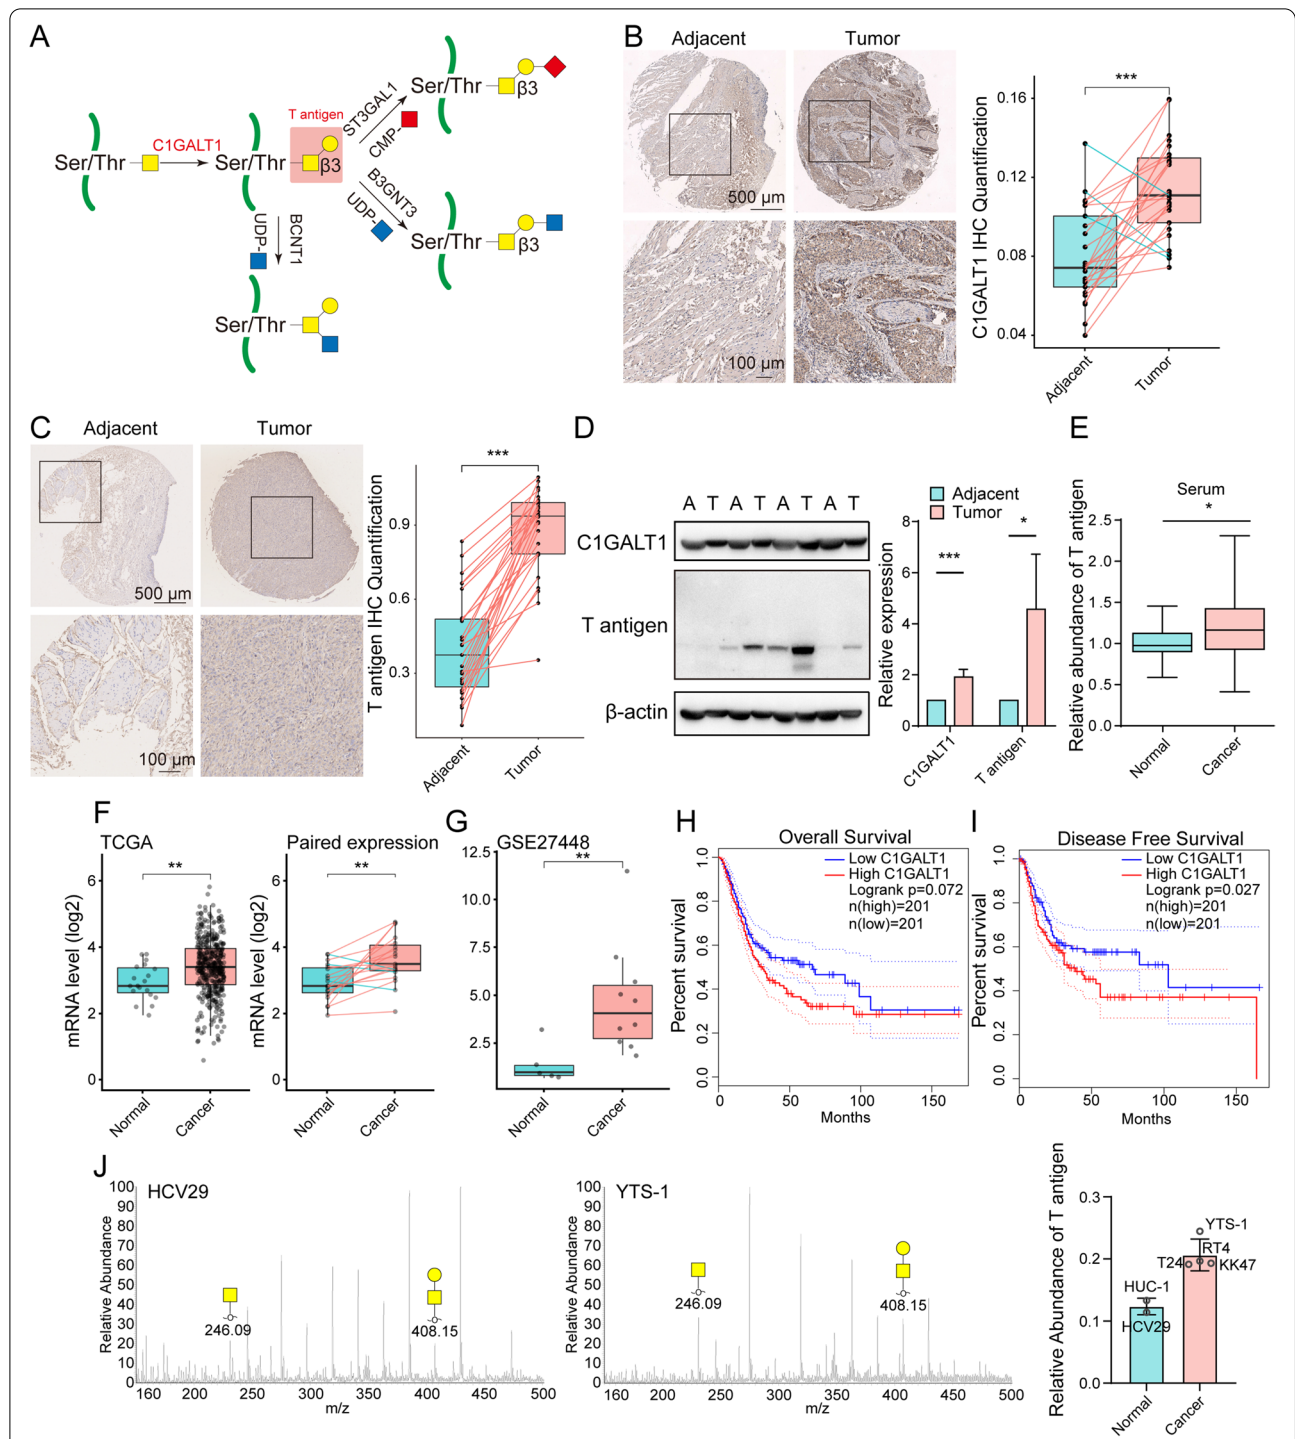 A
Ser/Thr
C1GALT1
Ser/Thr
T antigen
β3
ST3GAL1
CMP-
Ser/Thr
β3
B3GNT3
UDP-
Ser/Thr
β3
UDP-
BCNT1
Ser/Thr
B
Adjacent
Tumor
500 μm
100 μm
C1GALT1 IHC Quantification
***
0.16
0.12
0.08
0.04
Adjacent
Tumor
C
Adjacent
Tumor
500 μm
100 μm
T antigen IHC Quantification
***
0.9
0.6
0.3
Adjacent
Tumor
D
A T A T A T A T
C1GALT1
T antigen
β-actin
Adjacent
Tumor
Relative expression
8
6
4
2
0
***
*
C1GALT1
T antigen
E
Serum
*
Relative abundance of T antigen
2.5
2.0
1.5
1.0
0.5
0.0
Normal
Cancer
F
TCGA
**
mRNA level (log2)
6
4
2
0
Normal
Cancer
Paired expression
**
mRNA level (log2)
6
4
2
0
Normal
Cancer
G
GSE27448
**
12.5
10.0
7.5
5.0
2.5
Normal
Cancer
H
Overall Survival
Low C1GALT1
High C1GALT1
Logrank p=0.072
n(high)=201
n(low)=201
Percent survival
1.0
0.8
0.6
0.4
0.2
0.0
0 50 100 150
Months
I
Disease Free Survival
Low C1GALT1
High C1GALT1
Logrank p=0.027
n(high)=201
n(low)=201
Percent survival
1.0
0.8
0.6
0.4
0.2
0.0
0 50 100 150
Months
J
HCV29
Relative Abundance
100
90
80
70
60
50
40
30
20
10
0
246.09
408.15
160 200 250 300 350 400 450 500
m/z
YTS-1
Relative Abundance
100
90
80
70
60
50
40
30
20
10
0
246.09
408.15
160 200 250 300 350 400 450 500
m/z
Relative Abundance of T antigen
0.3
0.2
0.1
0.0
YTS-1
RT4
T24
KK47
HUC-1
HCV29
Normal
Cancer